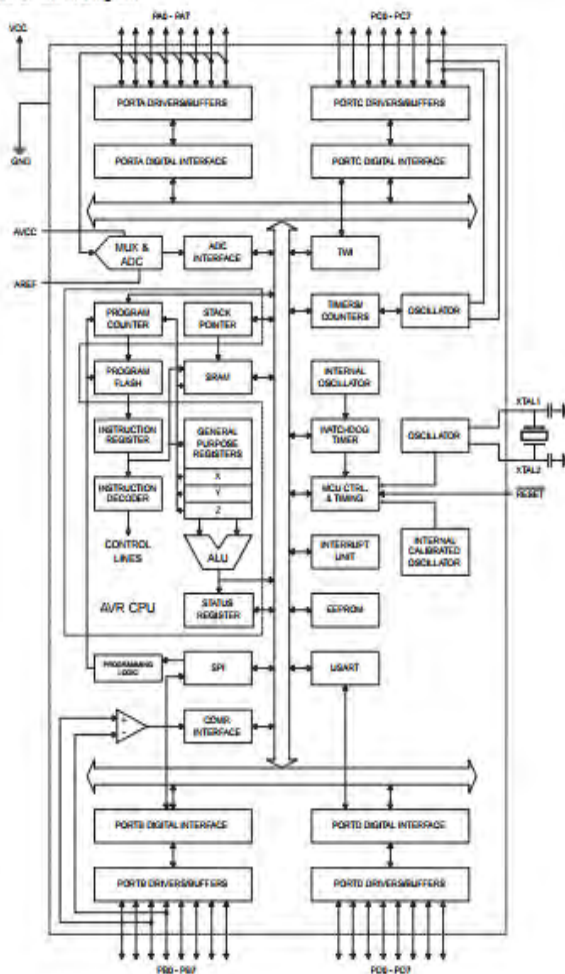 PA0 - PA7
PC0 - PC7
VCC
PORTA DRIVERS/BUFFERS
PORTC DRIVERS/BUFFERS
GND
PORTA DIGITAL INTERFACE
PORTC DIGITAL INTERFACE
AVCC
MUX &
ADC
ADC
INTERFACE
TWI
AREF
PROGRAM
COUNTER
STACK
POINTER
TIMERS/
COUNTERS
OSCILLATOR
PROGRAM
FLASH
SRAM
INTERNAL
OSCILLATOR
XTAL1
INSTRUCTION
REGISTER
GENERAL
PURPOSE
REGISTERS
WATCHDOG
TIMER
OSCILLATOR
XTAL2
X
INSTRUCTION
DECODER
Y
MCU CTRL.
& TIMING
RESET
Z
CONTROL
LINES
ALU
INTERRUPT
UNIT
INTERNAL
CALIBRATED
OSCILLATOR
AVR CPU
STATUS
REGISTER
EEPROM
PROGRAMMING
LOGIC
SPI
USART
+
-
COMP.
INTERFACE
PORTB DIGITAL INTERFACE
PORTD DIGITAL INTERFACE
PORTB DRIVERS/BUFFERS
PORTD DRIVERS/BUFFERS
PB0 - PB7
PD0 - PD7